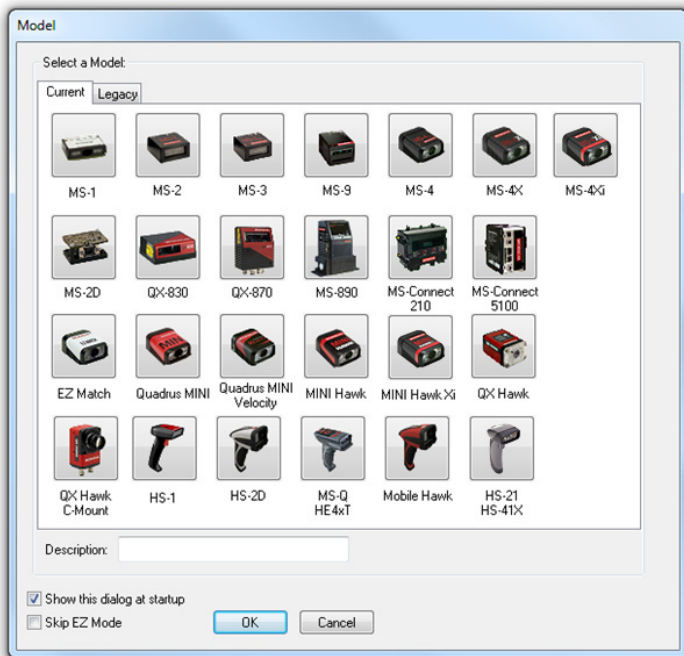 Model
Select a Model:
Current Legacy
MS-1 MS-2 MS-3 MS-9 MS-4 MS-4X MS-4Xi
MS-2D QX-830 QX-870 MS-890 MS-Connect 210 MS-Connect 5100
EZ Match Quadrus MINI Quadrus MINI Velocity MINI Hawk MINI Hawk Xi QX Hawk
QX Hawk C-Mount HS-1 HS-2D MS-Q HE4xT Mobile Hawk HS-21 HS-41X
Description:
Show this dialog at startup
Skip EZ Mode OK Cancel